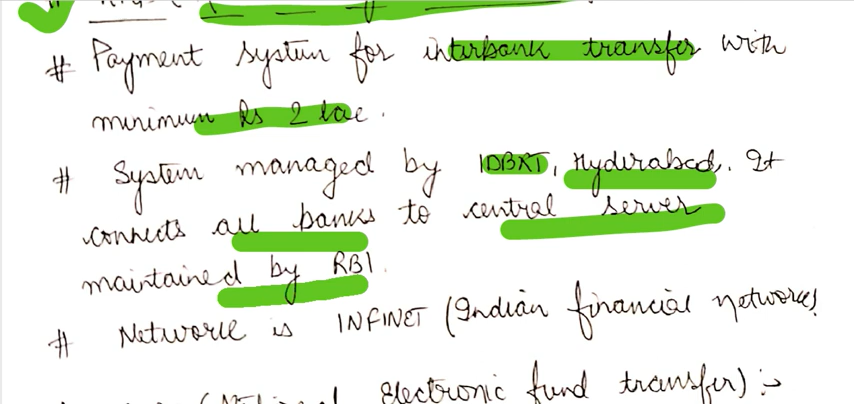 # Payment system for interbank transfer with
minimum Rs 2 lac.
# System managed by IDBRT, Hyderabad. It
connects all banks to central server
maintained by RBI.
# Network is INFINET (Indian financial network)
Electronic fund transfer) :→